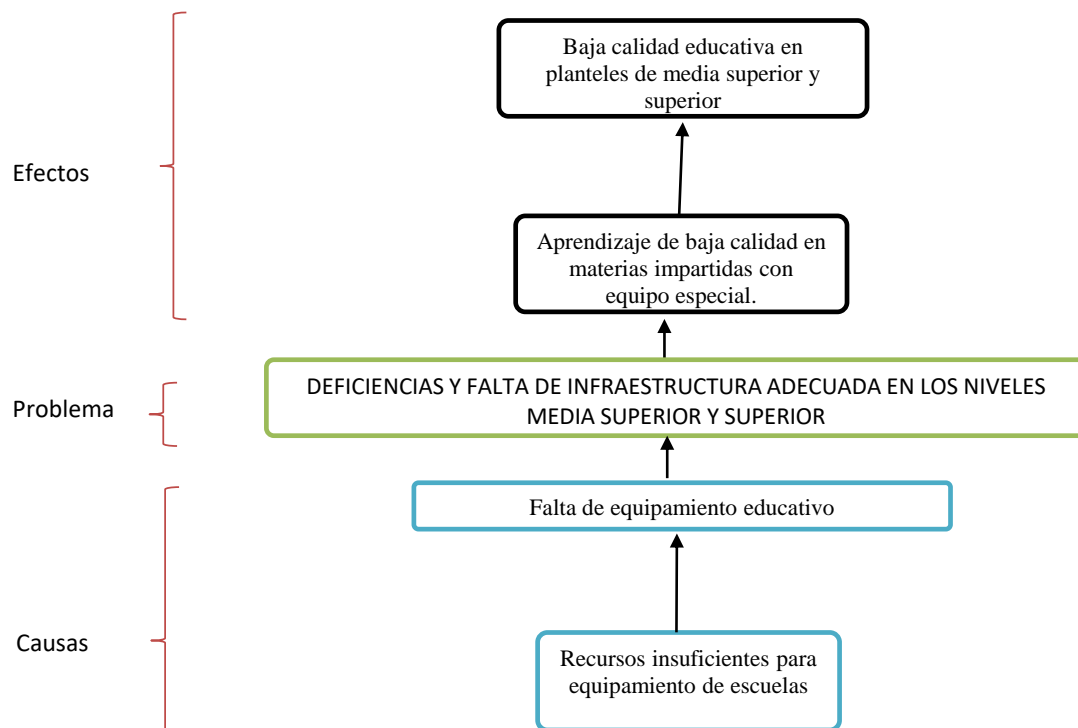 Baja calidad educativa en
planteles de media superior y
superior
Efectos
Aprendizaje de baja calidad en
materias impartidas con
equipo especial.
Problema
DEFICIENCIAS Y FALTA DE INFRAESTRUCTURA ADECUADA EN LOS NIVELES
MEDIA SUPERIOR Y SUPERIOR
Falta de equipamiento educativo
Causas
Recursos insuficientes para
equipamiento de escuelas